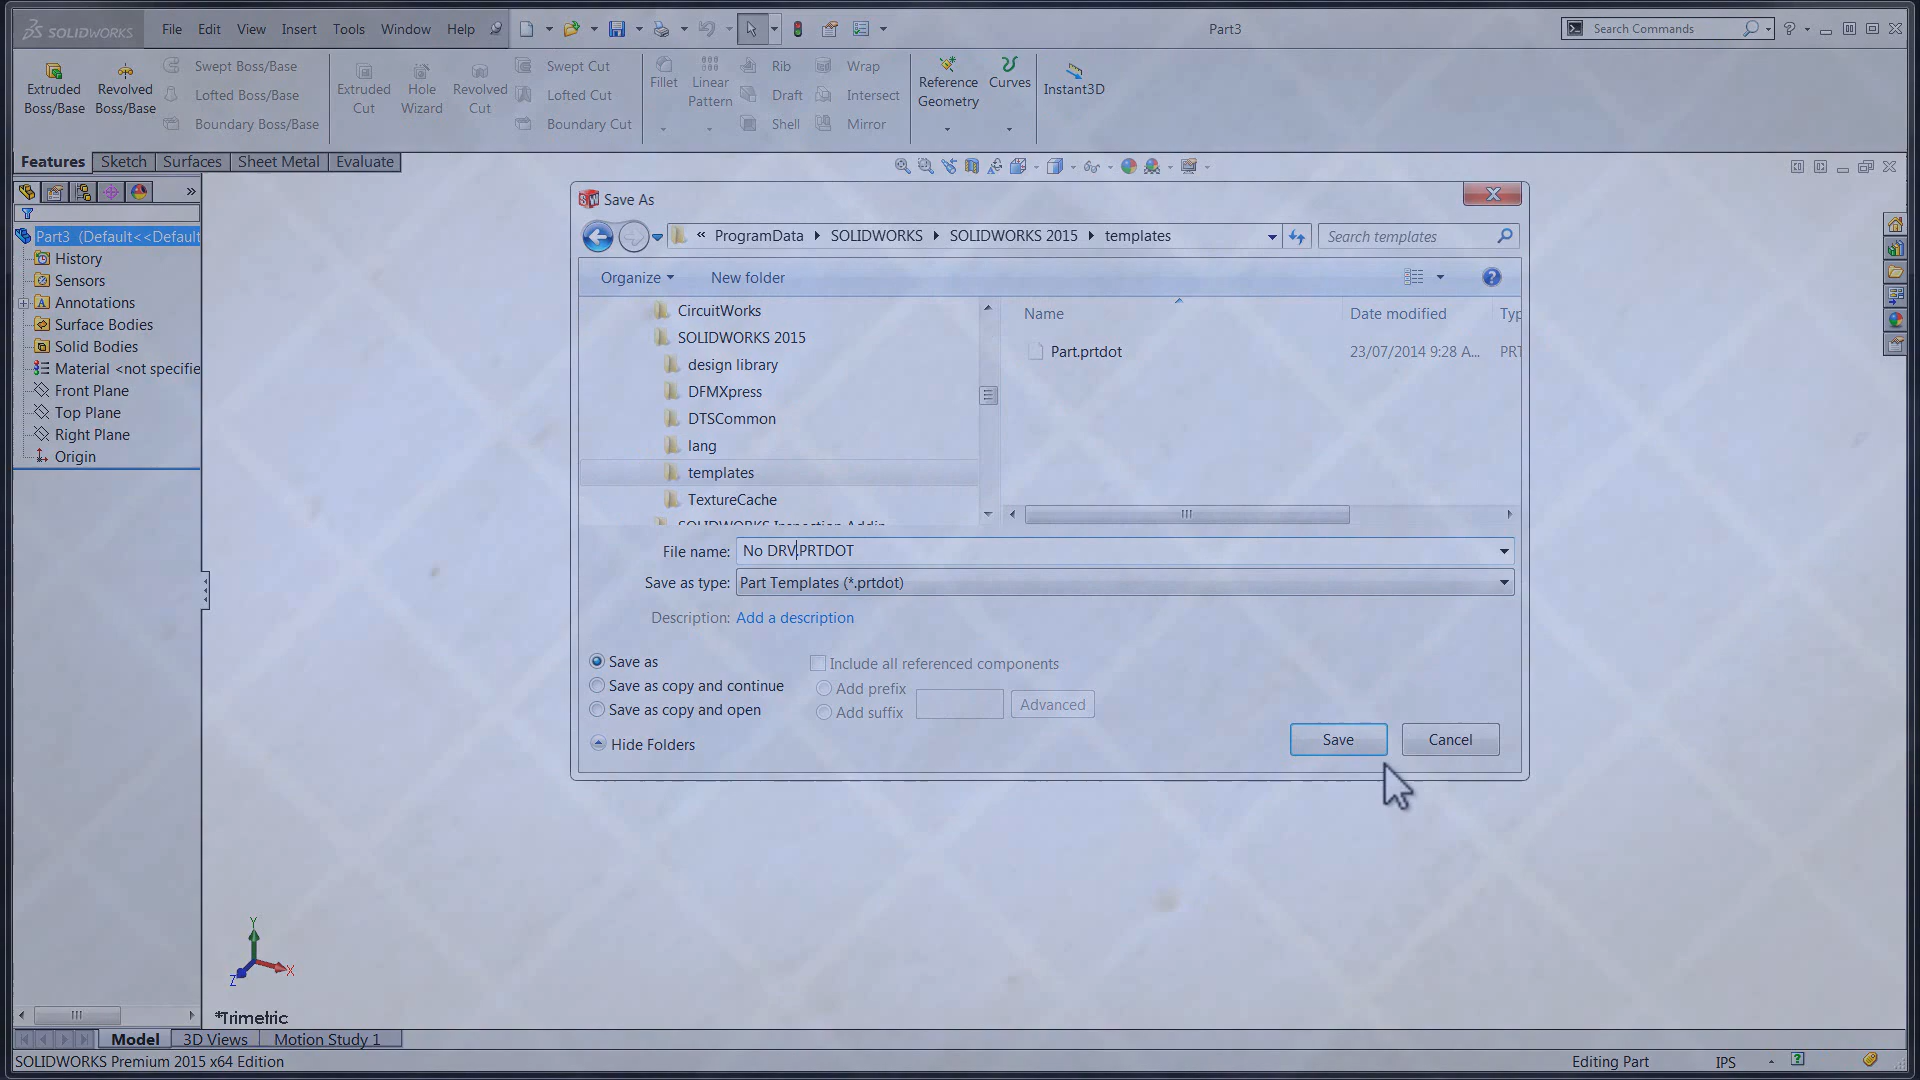 SOLIDWORKS File Edit View Insert Tools Window Help Part3 Search Commands
Extruded Boss/Base
Revolved Boss/Base
Swept Boss/Base
Lofted Boss/Base
Boundary Boss/Base
Extruded Cut
Hole Wizard
Revolved Cut
Swept Cut
Lofted Cut
Boundary Cut
Fillet
Linear Pattern
Rib
Draft
Shell
Wrap
Intersect
Mirror
Reference Geometry
Curves
Instant3D
Features Sketch Surfaces Sheet Metal Evaluate
Part3 (Default<<Default
History
Sensors
Annotations
Surface Bodies
Solid Bodies
Material <not specifie
Front Plane
Top Plane
Right Plane
Origin
Save As
« ProgramData SOLIDWORKS SOLIDWORKS 2015 templates Search templates
Organize New folder
CircuitWorks
SOLIDWORKS 2015
design library
DFMXpress
DTSCommon
lang
templates
TextureCache
SOLIDWORKS Inspection Addin
Name Date modified Typ
Part.prtdot 23/07/2014 9:28 A... PRT
File name: No DRV.PRTDOT
Save as type: Part Templates (*.prtdot)
Description: Add a description
Save as
Save as copy and continue
Save as copy and open
Include all referenced components
Add prefix
Add suffix
Advanced
Hide Folders
Save Cancel
Y
X
Z
*Trimetric
Model 3D Views Motion Study 1
SOLIDWORKS Premium 2015 x64 Edition Editing Part IPS